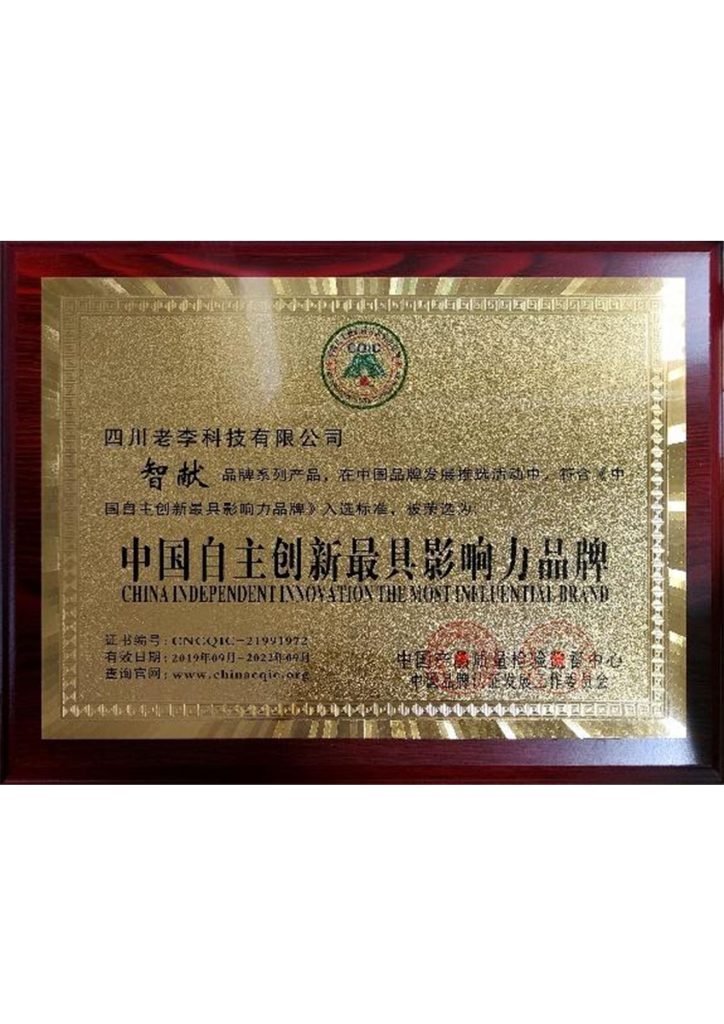 CQIC
四川老李科技有限公司
智献 品牌系列产品，在中国品牌发展推选活动中，符合《中
国自主创新最具影响力品牌》入选标准，被荣选为：
中国自主创新最具影响力品牌
CHINA INDEPENDENT INNOVATION THE MOST INFLUENTIAL BRAND
证书编号：CNCQIC-21991972
有效日期：2019年09月-2022年09月
查询官网：www.chinacqic.org
中国产品质量检验监督中心
中国品牌认证发展工作委员会